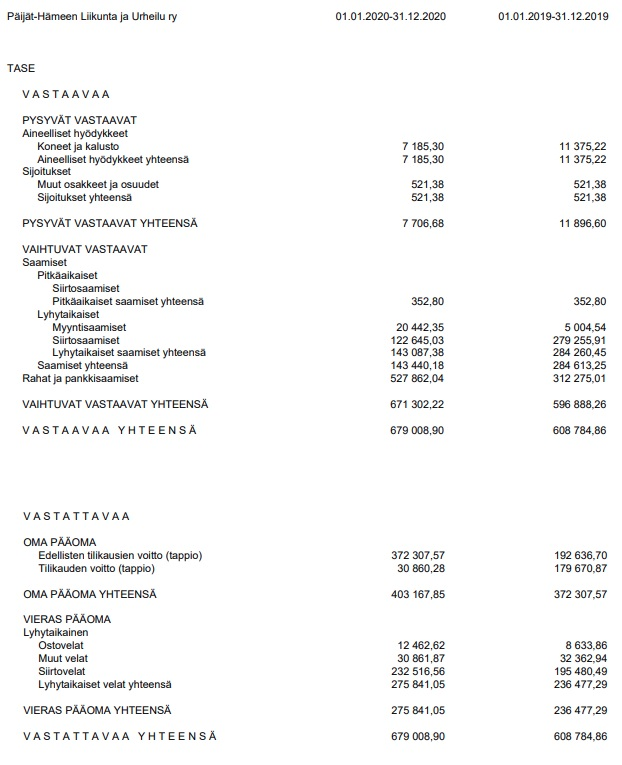 Päijät-Hämeen Liikunta ja Urheilu ry 01.01.2020-31.12.2020 01.01.2019-31.12.2019
TASE
V A S T A A V A A
PYSYVÄT VASTAAVAT
Aineelliset hyödykkeet
Koneet ja kalusto 7 185,30 11 375,22
Aineelliset hyödykkeet yhteensä 7 185,30 11 375,22
Sijoitukset
Muut osakkeet ja osuudet 521,38 521,38
Sijoitukset yhteensä 521,38 521,38
PYSYVÄT VASTAAVAT YHTEENSÄ 7 706,68 11 896,60
VAIHTUVAT VASTAAVAT
Saamiset
Pitkäaikaiset
Siirtosaamiset
Pitkäaikaiset saamiset yhteensä 352,80 352,80
Lyhytaikaiset
Myyntisaamiset 20 442,35 5 004,54
Siirtosaamiset 122 645,03 279 255,91
Lyhytaikaiset saamiset yhteensä 143 087,38 284 260,45
Saamiset yhteensä 143 440,18 284 613,25
Rahat ja pankkisaamiset 527 862,04 312 275,01
VAIHTUVAT VASTAAVAT YHTEENSÄ 671 302,22 596 888,26
V A S T A A V A A Y H T E E N S Ä 679 008,90 608 784,86
V A S T A T T A V A A
OMA PÄÄOMA
Edellisten tilikausien voitto (tappio) 372 307,57 192 636,70
Tilikauden voitto (tappio) 30 860,28 179 670,87
OMA PÄÄOMA YHTEENSÄ 403 167,85 372 307,57
VIERAS PÄÄOMA
Lyhytaikainen
Ostovelat 12 462,62 8 633,86
Muut velat 30 861,87 32 362,94
Siirtovelat 232 516,56 195 480,49
Lyhytaikaiset velat yhteensä 275 841,05 236 477,29
VIERAS PÄÄOMA YHTEENSÄ 275 841,05 236 477,29
V A S T A T T A V A A Y H T E E N S Ä 679 008,90 608 784,86